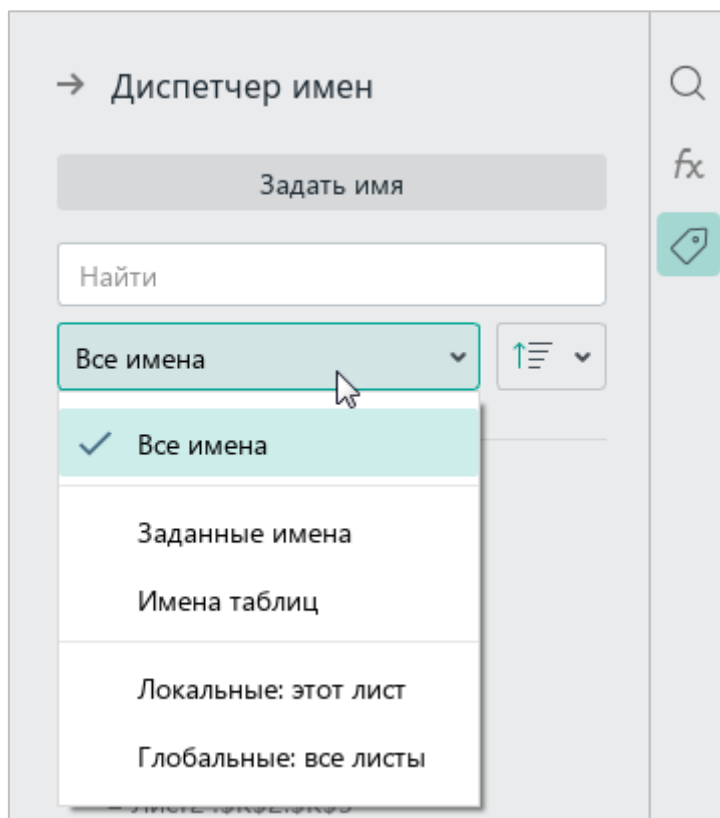 Диспетчер имен
Задать имя
fx
Найти
Все имена
Все имена
Заданные имена
Имена таблиц
Локальные: этот лист
Глобальные: все листы